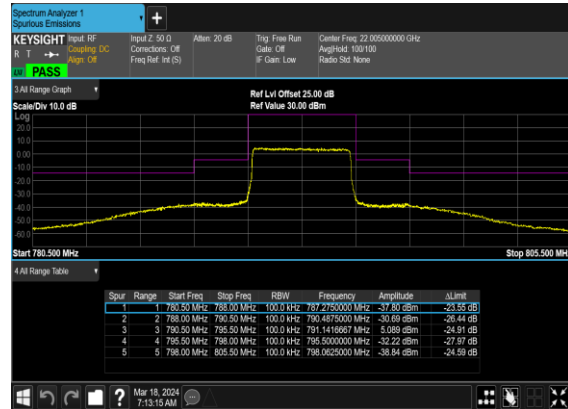 Spectrum Analyzer 1
Spurious Emissions
+
KEYSIGHT Input: RF Input Z: 50 Ω Atten: 20 dB Trig: Free Run Center Freq: 22.005000000 GHz
R T Coupling: DC Corrections: Off Gate: Off Avg|Hold: 100/100
Align: Off Freq Ref: Int (S) IF Gain: Low Radio Std: None
LW PASS
3 All Range Graph
Ref Lvl Offset 25.00 dB
Scale/Div 10.0 dB Ref Value 30.00 dBm
Log
20.0
10.0
0.00
-10.0
-20.0
-30.0
-40.0
-50.0
-60.0
Start 780.500 MHz Stop 805.500 MHz
4 All Range Table
Spur Range Start Freq Stop Freq RBW Frequency Amplitude ΔLimit
1 1 780.50 MHz 788.00 MHz 100.0 kHz 787.2750000 MHz -37.80 dBm -23.55 dB
2 2 788.00 MHz 790.50 MHz 100.0 kHz 790.4875000 MHz -30.69 dBm -26.44 dB
3 3 790.50 MHz 795.50 MHz 100.0 kHz 791.1416667 MHz 5.089 dBm -24.91 dB
4 4 795.50 MHz 798.00 MHz 100.0 kHz 795.5000000 MHz -32.22 dBm -27.97 dB
5 5 798.00 MHz 805.50 MHz 100.0 kHz 798.0625000 MHz -38.84 dBm -24.59 dB
? Mar 18, 2024
7:13:15 AM